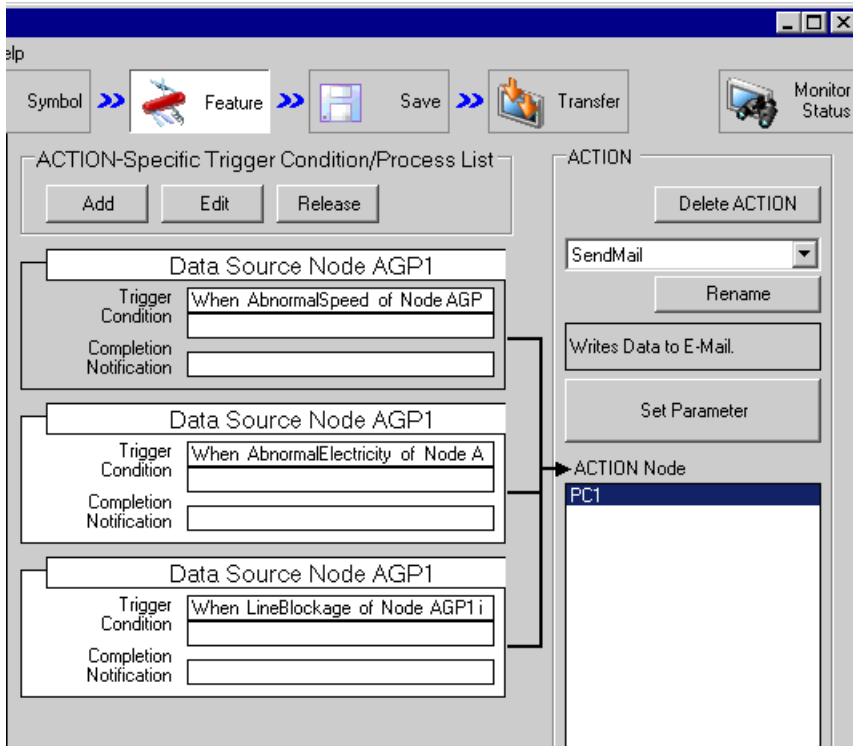 elp
Symbol
Feature
Save
Transfer
Monitor
Status
ACTION-Specific Trigger Condition/Process List
Add
Edit
Release
Data Source Node AGP1
Trigger
Condition
When AbnormalSpeed of Node AGP
Completion
Notification
Data Source Node AGP1
Trigger
Condition
When AbnormalElectricity of Node A
Completion
Notification
Data Source Node AGP1
Trigger
Condition
When LineBlockage of Node AGP1 i
Completion
Notification
ACTION
Delete ACTION
SendMail
Rename
Writes Data to E-Mail.
Set Parameter
ACTION Node
PC1